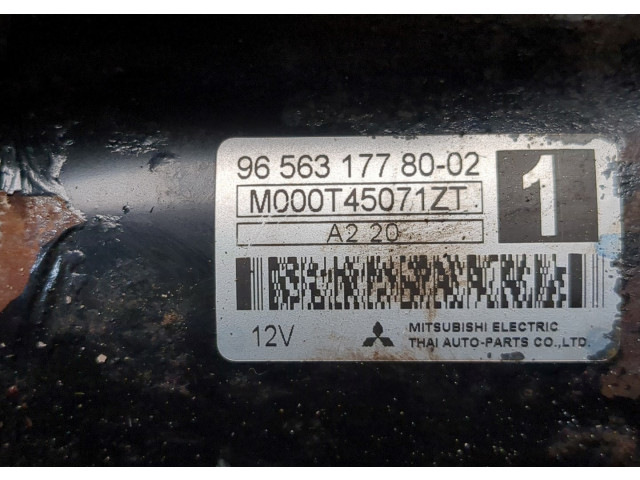 96 563 177 80-02
1
M000T45071ZT
A2 20
12V
MITSUBISHI ELECTRIC
THAI AUTO-PARTS CO.,LTD.